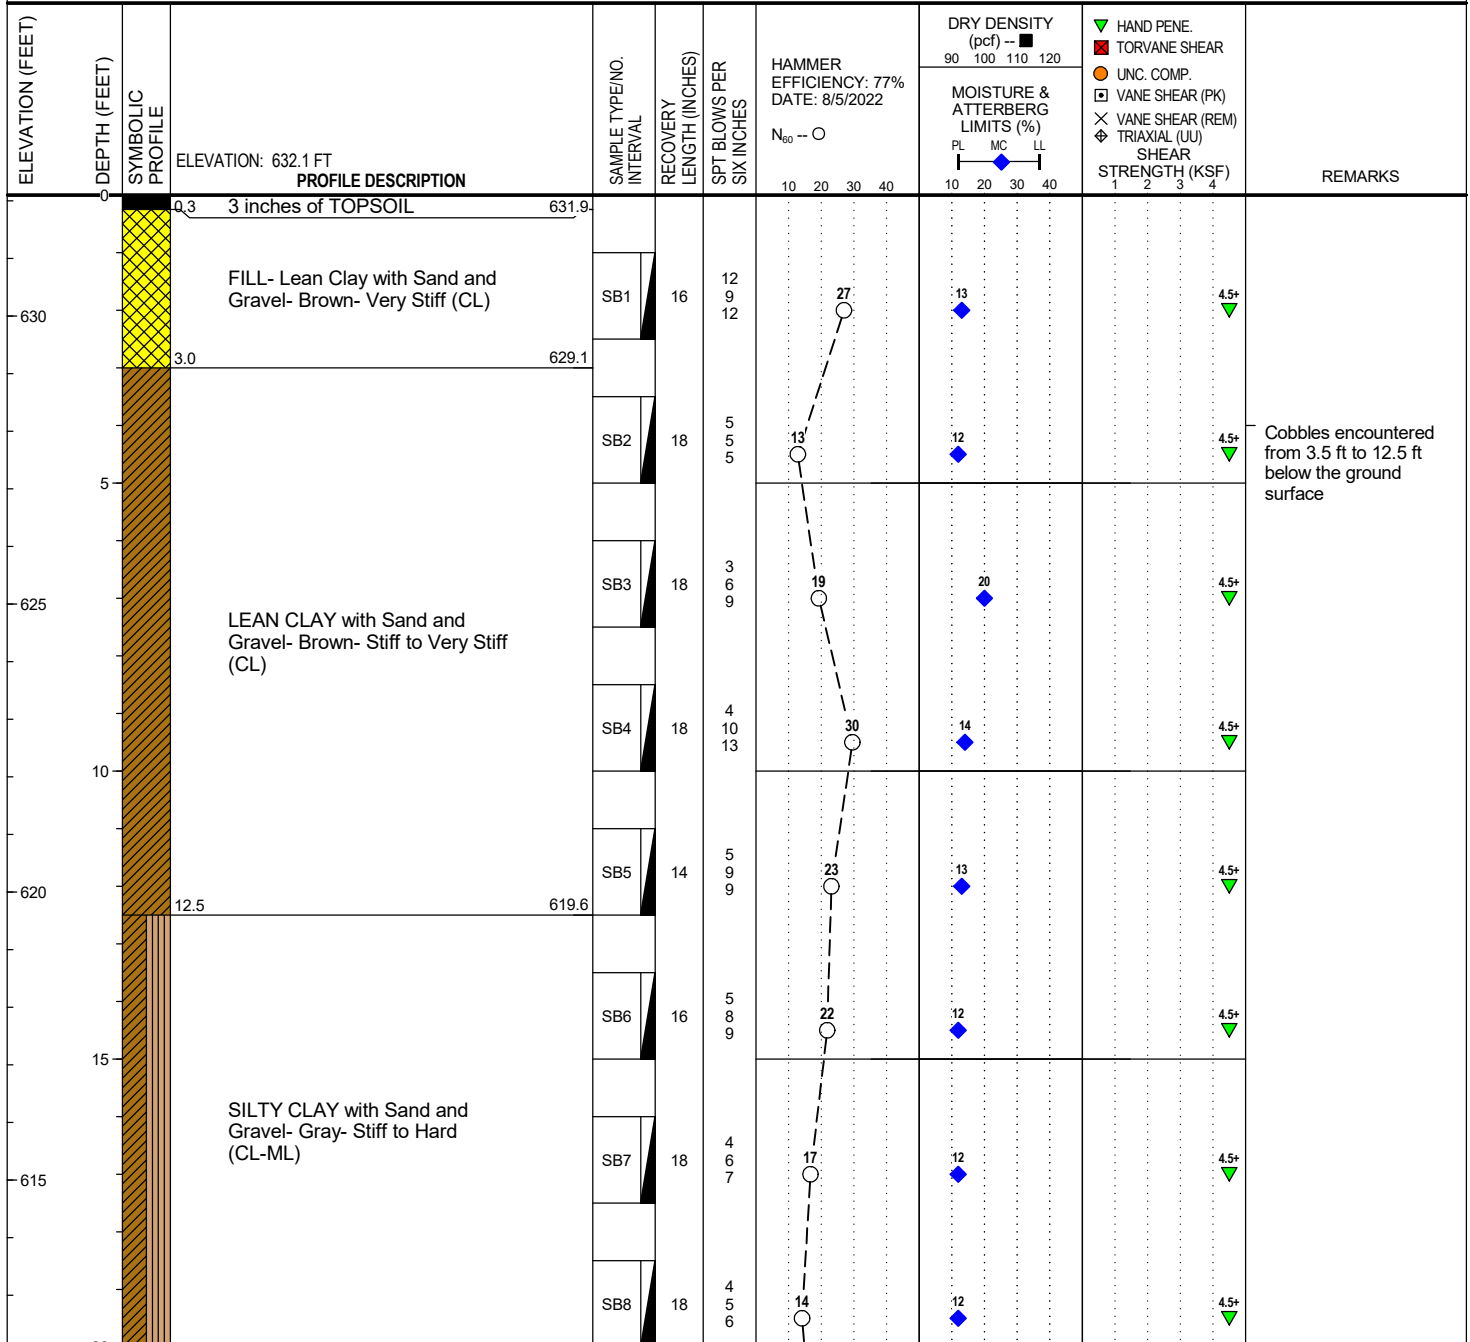 ELEVATION (FEET)
DEPTH (FEET)
SYMBOLIC
PROFILE
ELEVATION: 632.1 FT
PROFILE DESCRIPTION
SAMPLE TYPE/NO.
INTERVAL
RECOVERY
LENGTH (INCHES)
SPT BLOWS PER
SIX INCHES
HAMMER
EFFICIENCY: 77%
DATE: 8/5/2022
N60 --
10 20 30 40
DRY DENSITY
(pcf) --
90 100 110 120
MOISTURE &
ATTERBERG
LIMITS (%)
PL MC LL
10 20 30 40
HAND PENE.
TORVANE SHEAR
UNC. COMP.
VANE SHEAR (PK)
VANE SHEAR (REM)
TRIAXIAL (UU)
SHEAR
STRENGTH (KSF)
1 2 3 4
REMARKS
0
0.3 3 inches of TOPSOIL 631.9
FILL- Lean Clay with Sand and
Gravel- Brown- Very Stiff (CL)
SB1 16
12
9
12
27 13 4.5+
630
3.0 629.1
SB2 18
5
5
5
13 12 4.5+
Cobbles encountered
from 3.5 ft to 12.5 ft
below the ground
surface
5
SB3 18
3
6
9
19 20 4.5+
625
LEAN CLAY with Sand and
Gravel- Brown- Stiff to Very Stiff
(CL)
SB4 18
4
10
13
30 14 4.5+
10
SB5 14
5
9
9
23 13 4.5+
620
12.5 619.6
SB6 16
5
8
9
22 12 4.5+
15
SILTY CLAY with Sand and
Gravel- Gray- Stiff to Hard
(CL-ML)
SB7 18
4
6
7
17 12 4.5+
615
SB8 18
4
5
6
14 12 4.5+